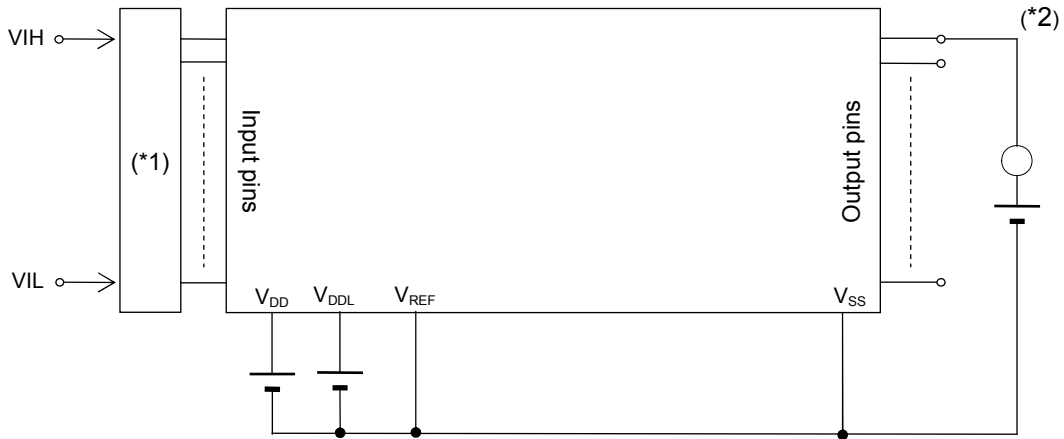 (*2)
VIH
(*1)
Input pins
Output pins
VIL
VDD
VDDL
VREF
VSS